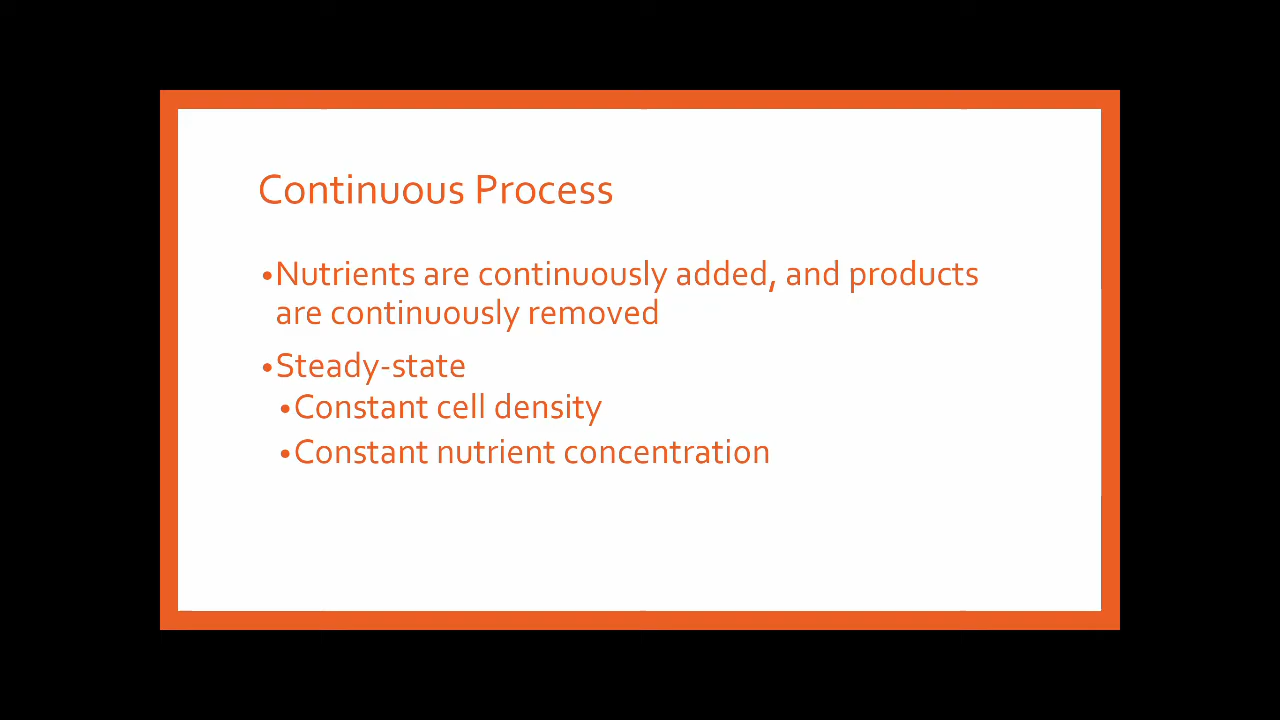 Continuous Process
•Nutrients are continuously added, and products
are continuously removed
•Steady-state
•Constant cell density
•Constant nutrient concentration